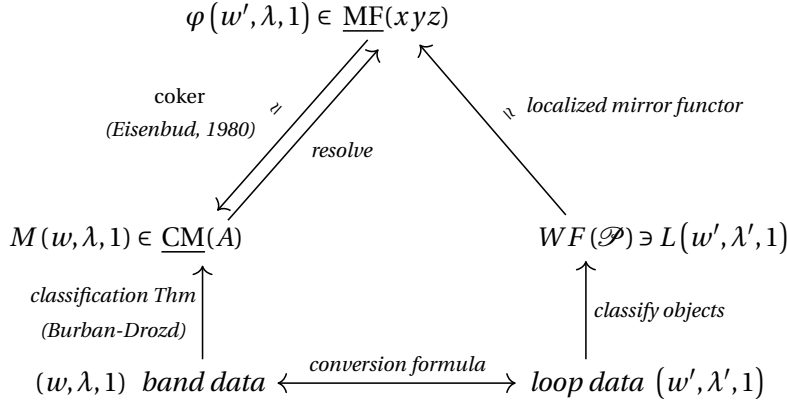 φ(w′, λ, 1) ∈ MF(xyz)
coker
(Eisenbud, 1980)
≈
resolve
≈ localized mirror functor
M(w, λ, 1) ∈ CM(A)
WF(𝒫) ∋ L(w′, λ′, 1)
classification Thm
(Burban-Drozd)
classify objects
conversion formula
(w, λ, 1) band data
loop data (w′, λ′, 1)